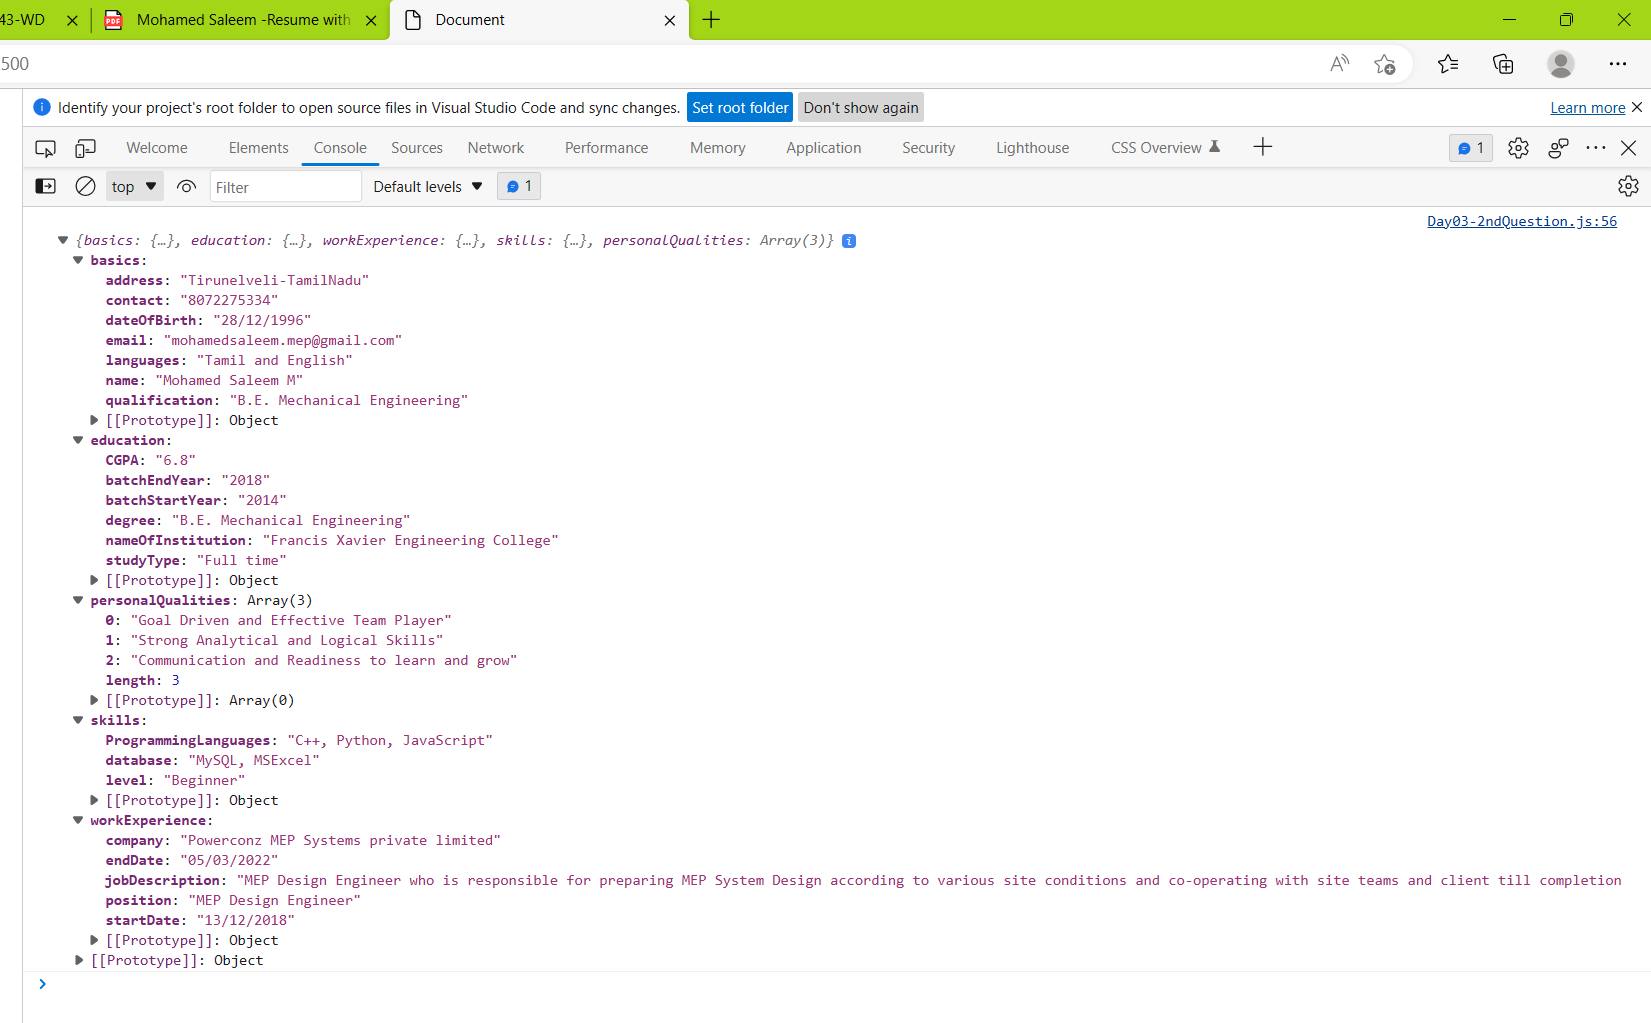 43-WD Mohamed Saleem -Resume with Document
500
Identify your project's root folder to open source files in Visual Studio Code and sync changes. Set root folder Don't show again Learn more
Welcome Elements Console Sources Network Performance Memory Application Security Lighthouse CSS Overview 1
top Filter Default levels 1
Day03-2ndQuestion.js:56
{basics: {…}, education: {…}, workExperience: {…}, skills: {…}, personalQualities: Array(3)}
basics:
address: "Tirunelveli-TamilNadu"
contact: "8072275334"
dateOfBirth: "28/12/1996"
email: "mohamedsaleem.mep@gmail.com"
languages: "Tamil and English"
name: "Mohamed Saleem M"
qualification: "B.E. Mechanical Engineering"
[[Prototype]]: Object
education:
CGPA: "6.8"
batchEndYear: "2018"
batchStartYear: "2014"
degree: "B.E. Mechanical Engineering"
nameOfInstitution: "Francis Xavier Engineering College"
studyType: "Full time"
[[Prototype]]: Object
personalQualities: Array(3)
0: "Goal Driven and Effective Team Player"
1: "Strong Analytical and Logical Skills"
2: "Communication and Readiness to learn and grow"
length: 3
[[Prototype]]: Array(0)
skills:
ProgrammingLanguages: "C++, Python, JavaScript"
database: "MySQL, MSExcel"
level: "Beginner"
[[Prototype]]: Object
workExperience:
company: "Powerconz MEP Systems private limited"
endDate: "05/03/2022"
jobDescription: "MEP Design Engineer who is responsible for preparing MEP System Design according to various site conditions and co-operating with site teams and client till completion
position: "MEP Design Engineer"
startDate: "13/12/2018"
[[Prototype]]: Object
[[Prototype]]: Object